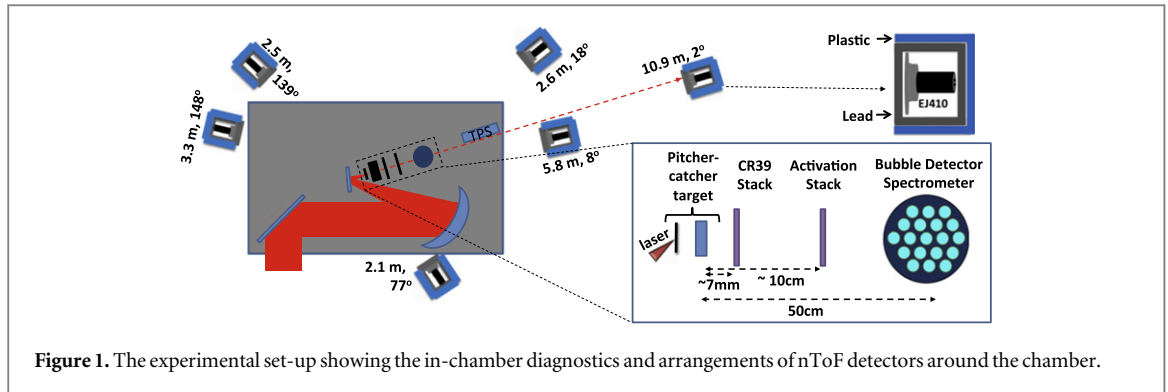 2.5 m,
139°
3.3 m, 148°
2.6 m, 18°
10.9 m, 2°
5.8 m, 8°
TPS
2.1 m,
77°
Plastic
EJ410
Lead
Pitcher-
catcher
target
CR39
Stack
Activation
Stack
Bubble Detector
Spectrometer
laser
~7mm
~ 10cm
50cm
Figure 1. The experimental set-up showing the in-chamber diagnostics and arrangements of nToF detectors around the chamber.